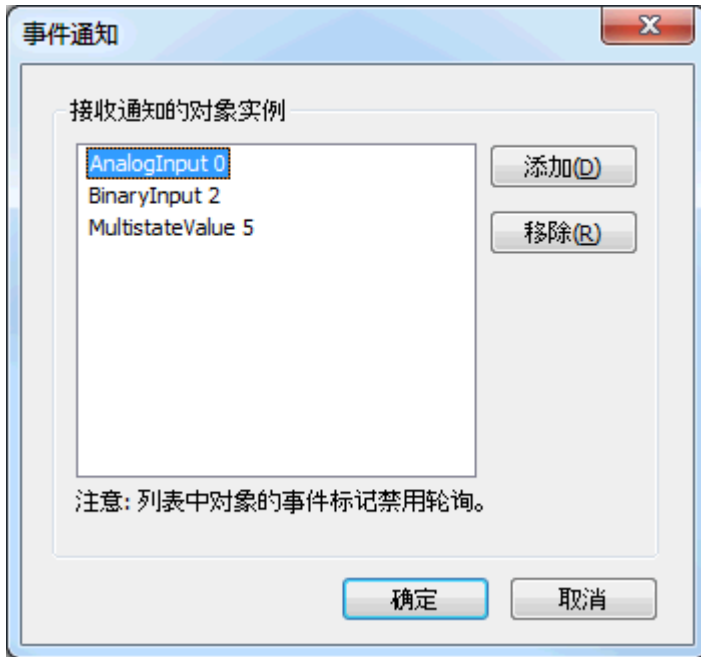 事件通知
接收通知的对象实例
AnalogInput 0
BinaryInput 2
MultistateValue 5
添加(D)
移除(R)
注意: 列表中对象的事件标记禁用轮询。
确定
取消